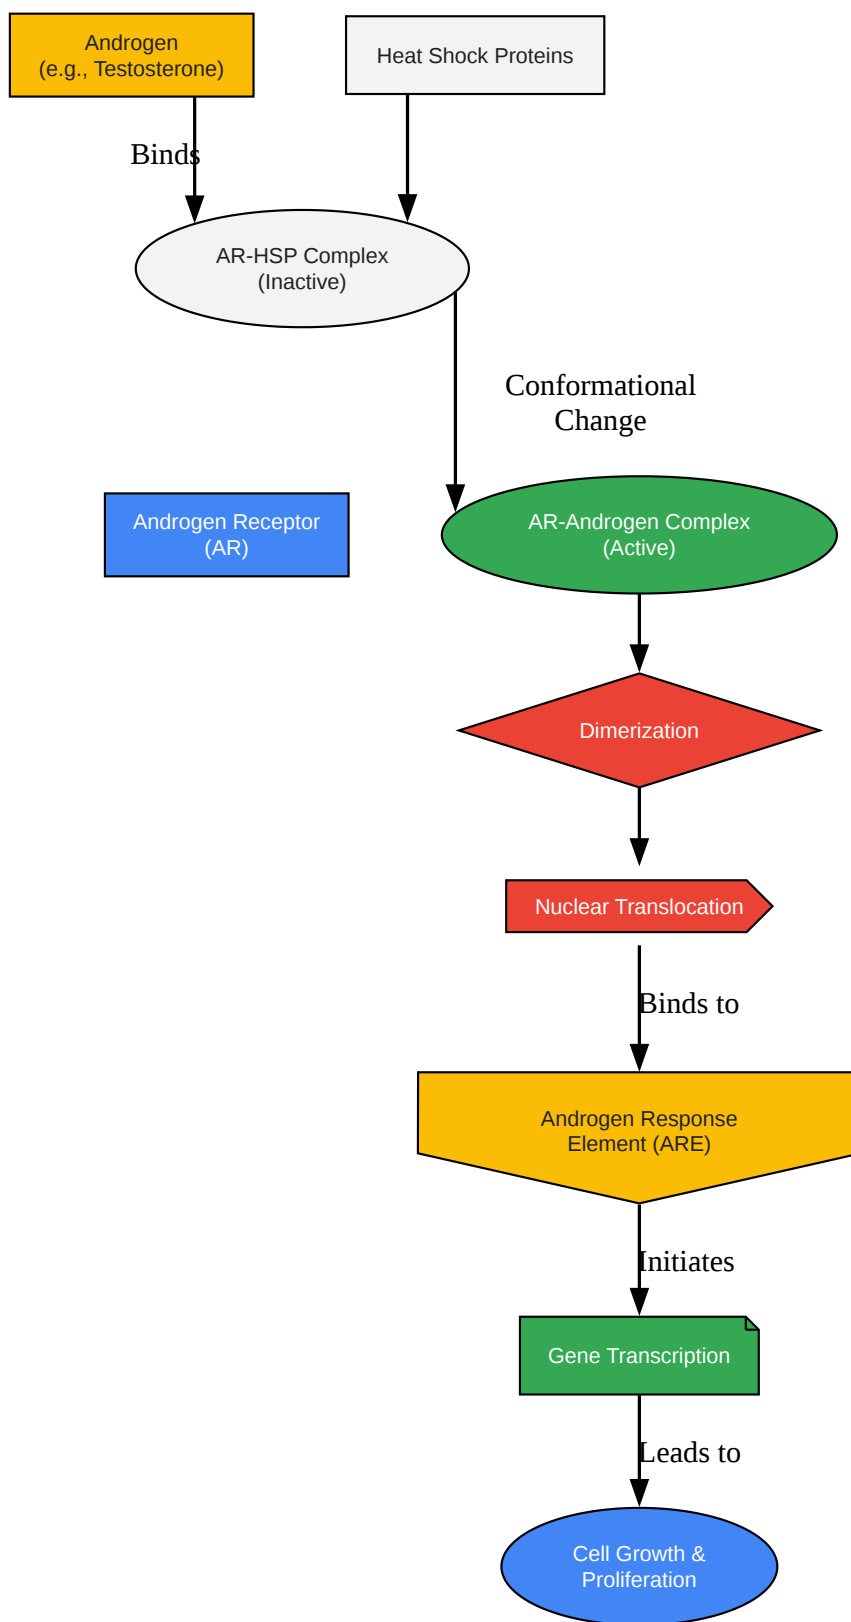 Androgen
(e.g., Testosterone)
Heat Shock Proteins
Binds
AR-HSP Complex
(Inactive)
Conformational
Change
Androgen Receptor
(AR)
AR-Androgen Complex
(Active)
Dimerization
Nuclear Translocation
Binds to
Androgen Response
Element (ARE)
Initiates
Gene Transcription
Leads to
Cell Growth &
Proliferation